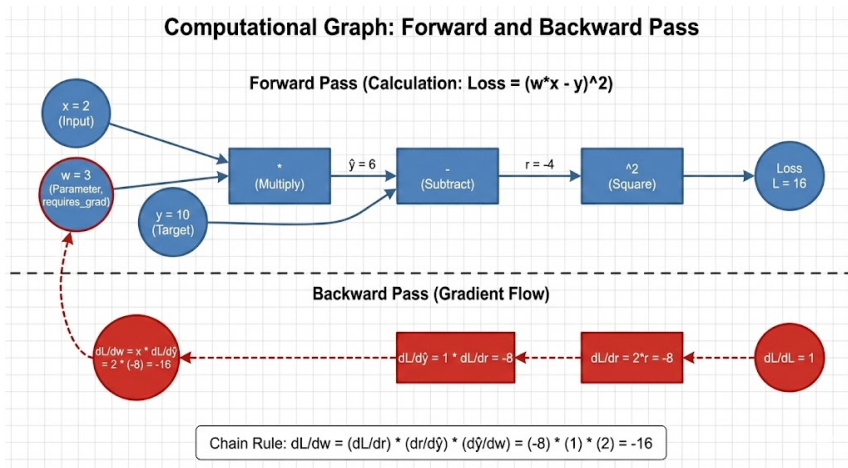 Computational Graph: Forward and Backward Pass
Forward Pass (Calculation: Loss = (w*x - y)^2)
x = 2
(Input)
w = 3
(Parameter,
requires_grad)
y = 10
(Target)
*
(Multiply)
ŷ = 6
-
(Subtract)
r = -4
^2
(Square)
Loss
L = 16
Backward Pass (Gradient Flow)
dL/dw = x * dL/dŷ
= 2 * (-8) = -16
dL/dŷ = 1 * dL/dr = -8
dL/dr = 2*r = -8
dL/dL = 1
Chain Rule: dL/dw = (dL/dr) * (dr/dŷ) * (dŷ/dw) = (-8) * (1) * (2) = -16